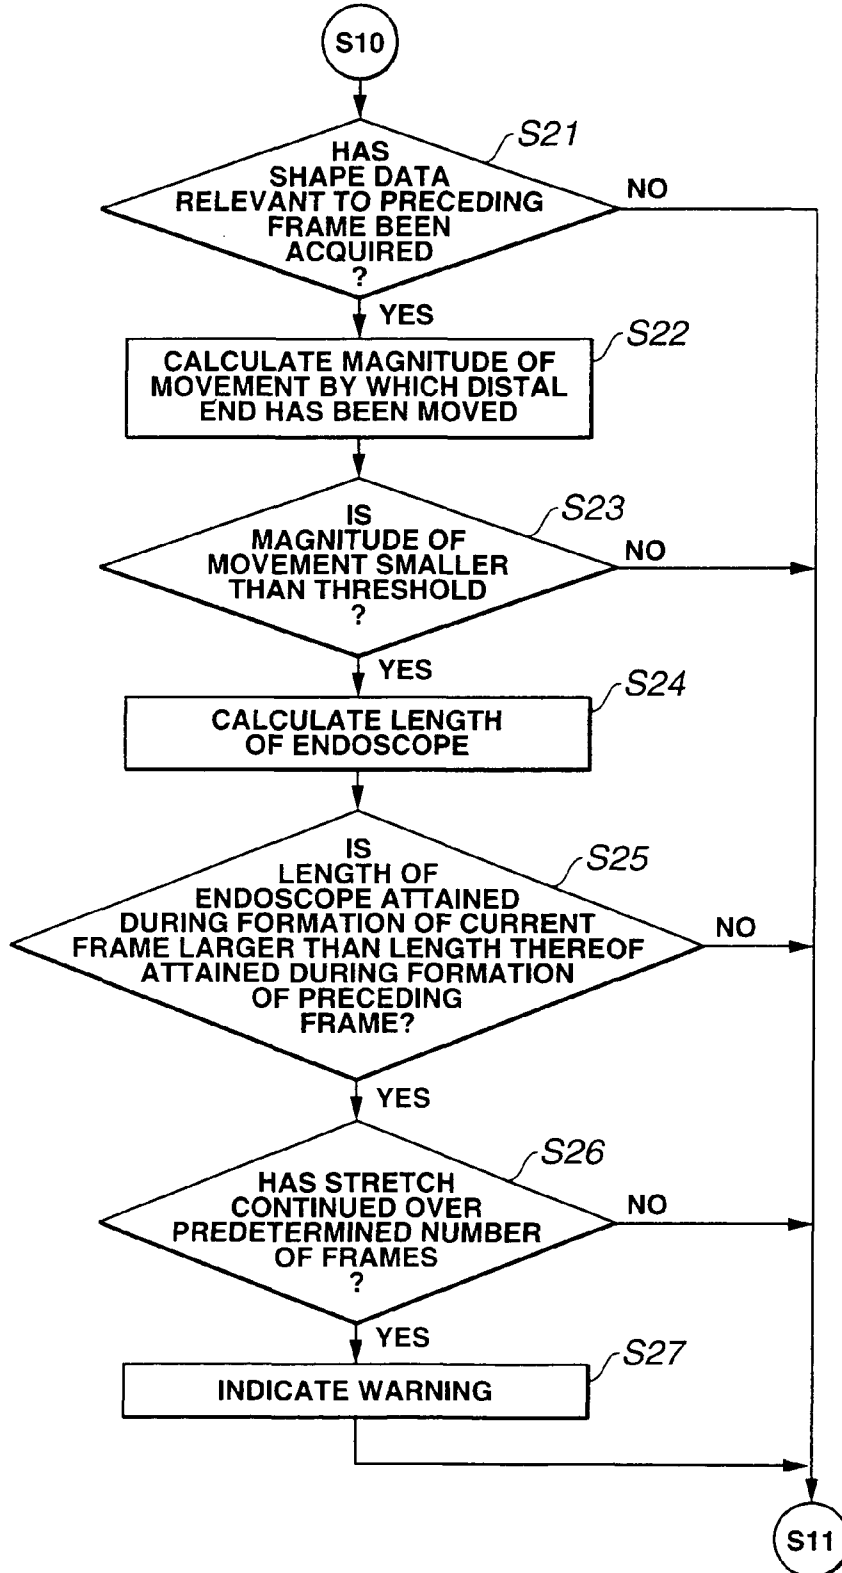 S10
S21
HAS
SHAPE DATA
RELEVANT TO PRECEDING
FRAME BEEN
ACQUIRED
?
NO
YES
S22
CALCULATE MAGNITUDE OF
MOVEMENT BY WHICH DISTAL
END HAS BEEN MOVED
S23
IS
MAGNITUDE OF
MOVEMENT SMALLER
THAN THRESHOLD
?
NO
YES
S24
CALCULATE LENGTH
OF ENDOSCOPE
S25
IS
LENGTH OF
ENDOSCOPE ATTAINED
DURING FORMATION OF CURRENT
FRAME LARGER THAN LENGTH THEREOF
ATTAINED DURING FORMATION
OF PRECEDING
FRAME?
NO
YES
S26
HAS STRETCH
CONTINUED OVER
PREDETERMINED NUMBER
OF FRAMES
?
NO
YES
S27
INDICATE WARNING
S11